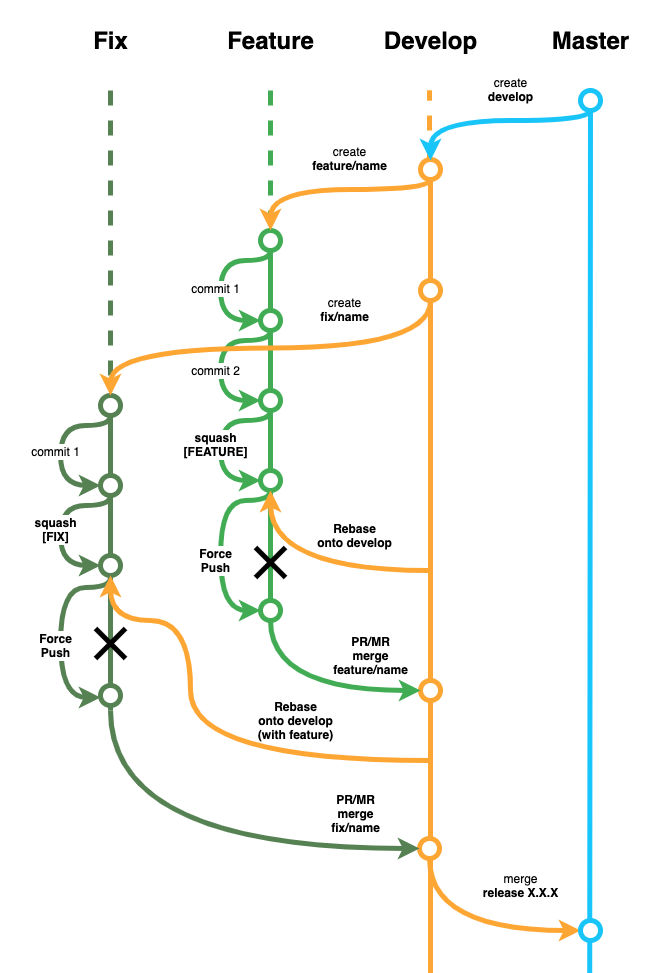 Fix
Feature
Develop
Master
create
develop
create
feature/name
commit 1
create
fix/name
commit 2
squash
[FEATURE]
commit 1
squash
[FIX]
Rebase
onto develop
Force
Push
Force
Push
PR/MR
merge
feature/name
Rebase
onto develop
(with feature)
PR/MR
merge
fix/name
merge
release X.X.X